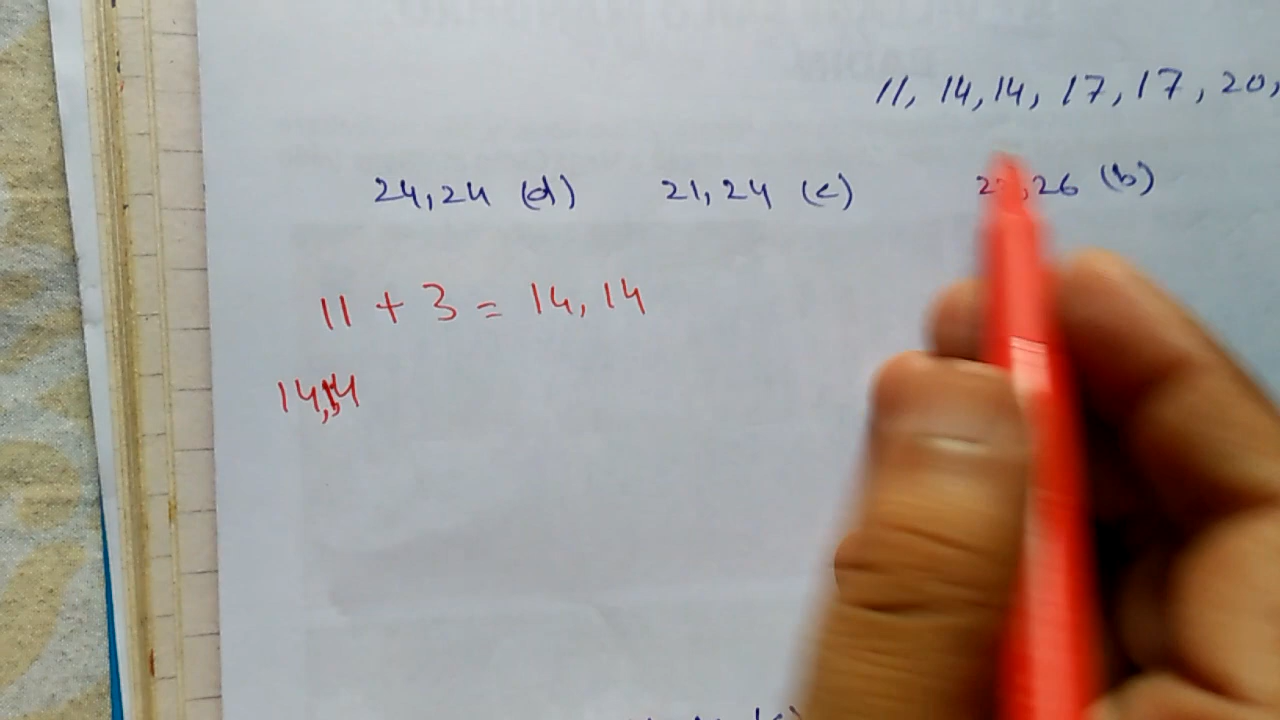 11, 14, 14, 17, 17, 20,
24, 24 (d) 21, 24 (c) 26 (b)
11 + 3 = 14, 14
14, 14